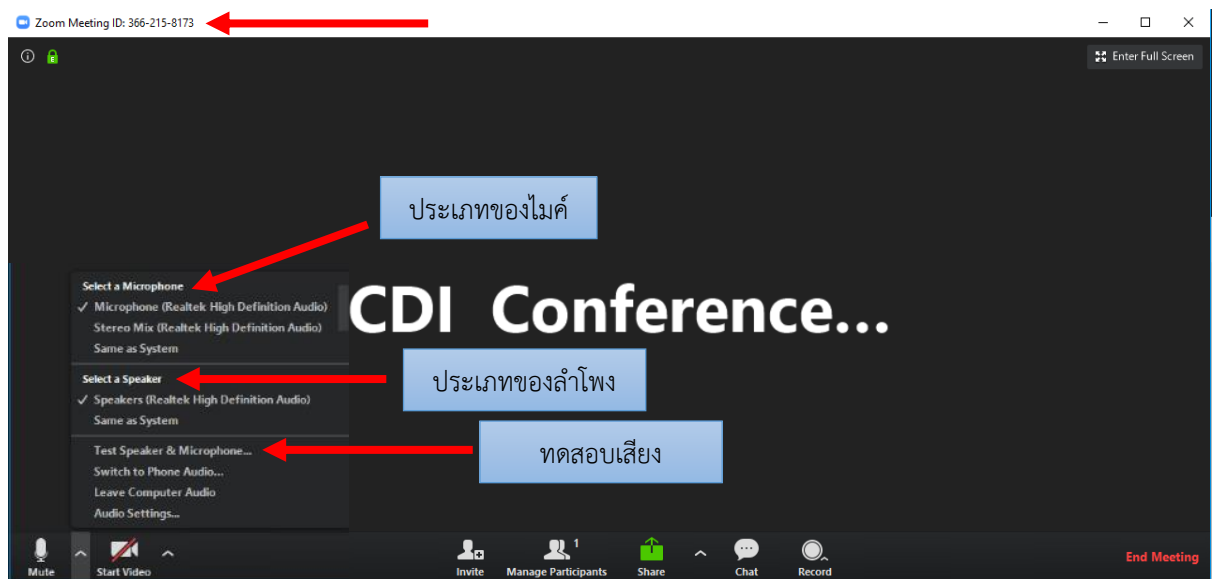 Zoom Meeting ID: 366-215-8173
Enter Full Screen
ประเภทของไมค์
Select a Microphone
Microphone (Realtek High Definition Audio)
Stereo Mix (Realtek High Definition Audio)
Same as System
CDI Conference...
Select a Speaker
ประเภทของลำโพง
Speakers (Realtek High Definition Audio)
Same as System
Test Speaker & Microphone...
ทดสอบเสียง
Switch to Phone Audio...
Leave Computer Audio
Audio Settings...
Mute
Start Video
Invite
Manage Participants
1
Share
Chat
Record
End Meeting